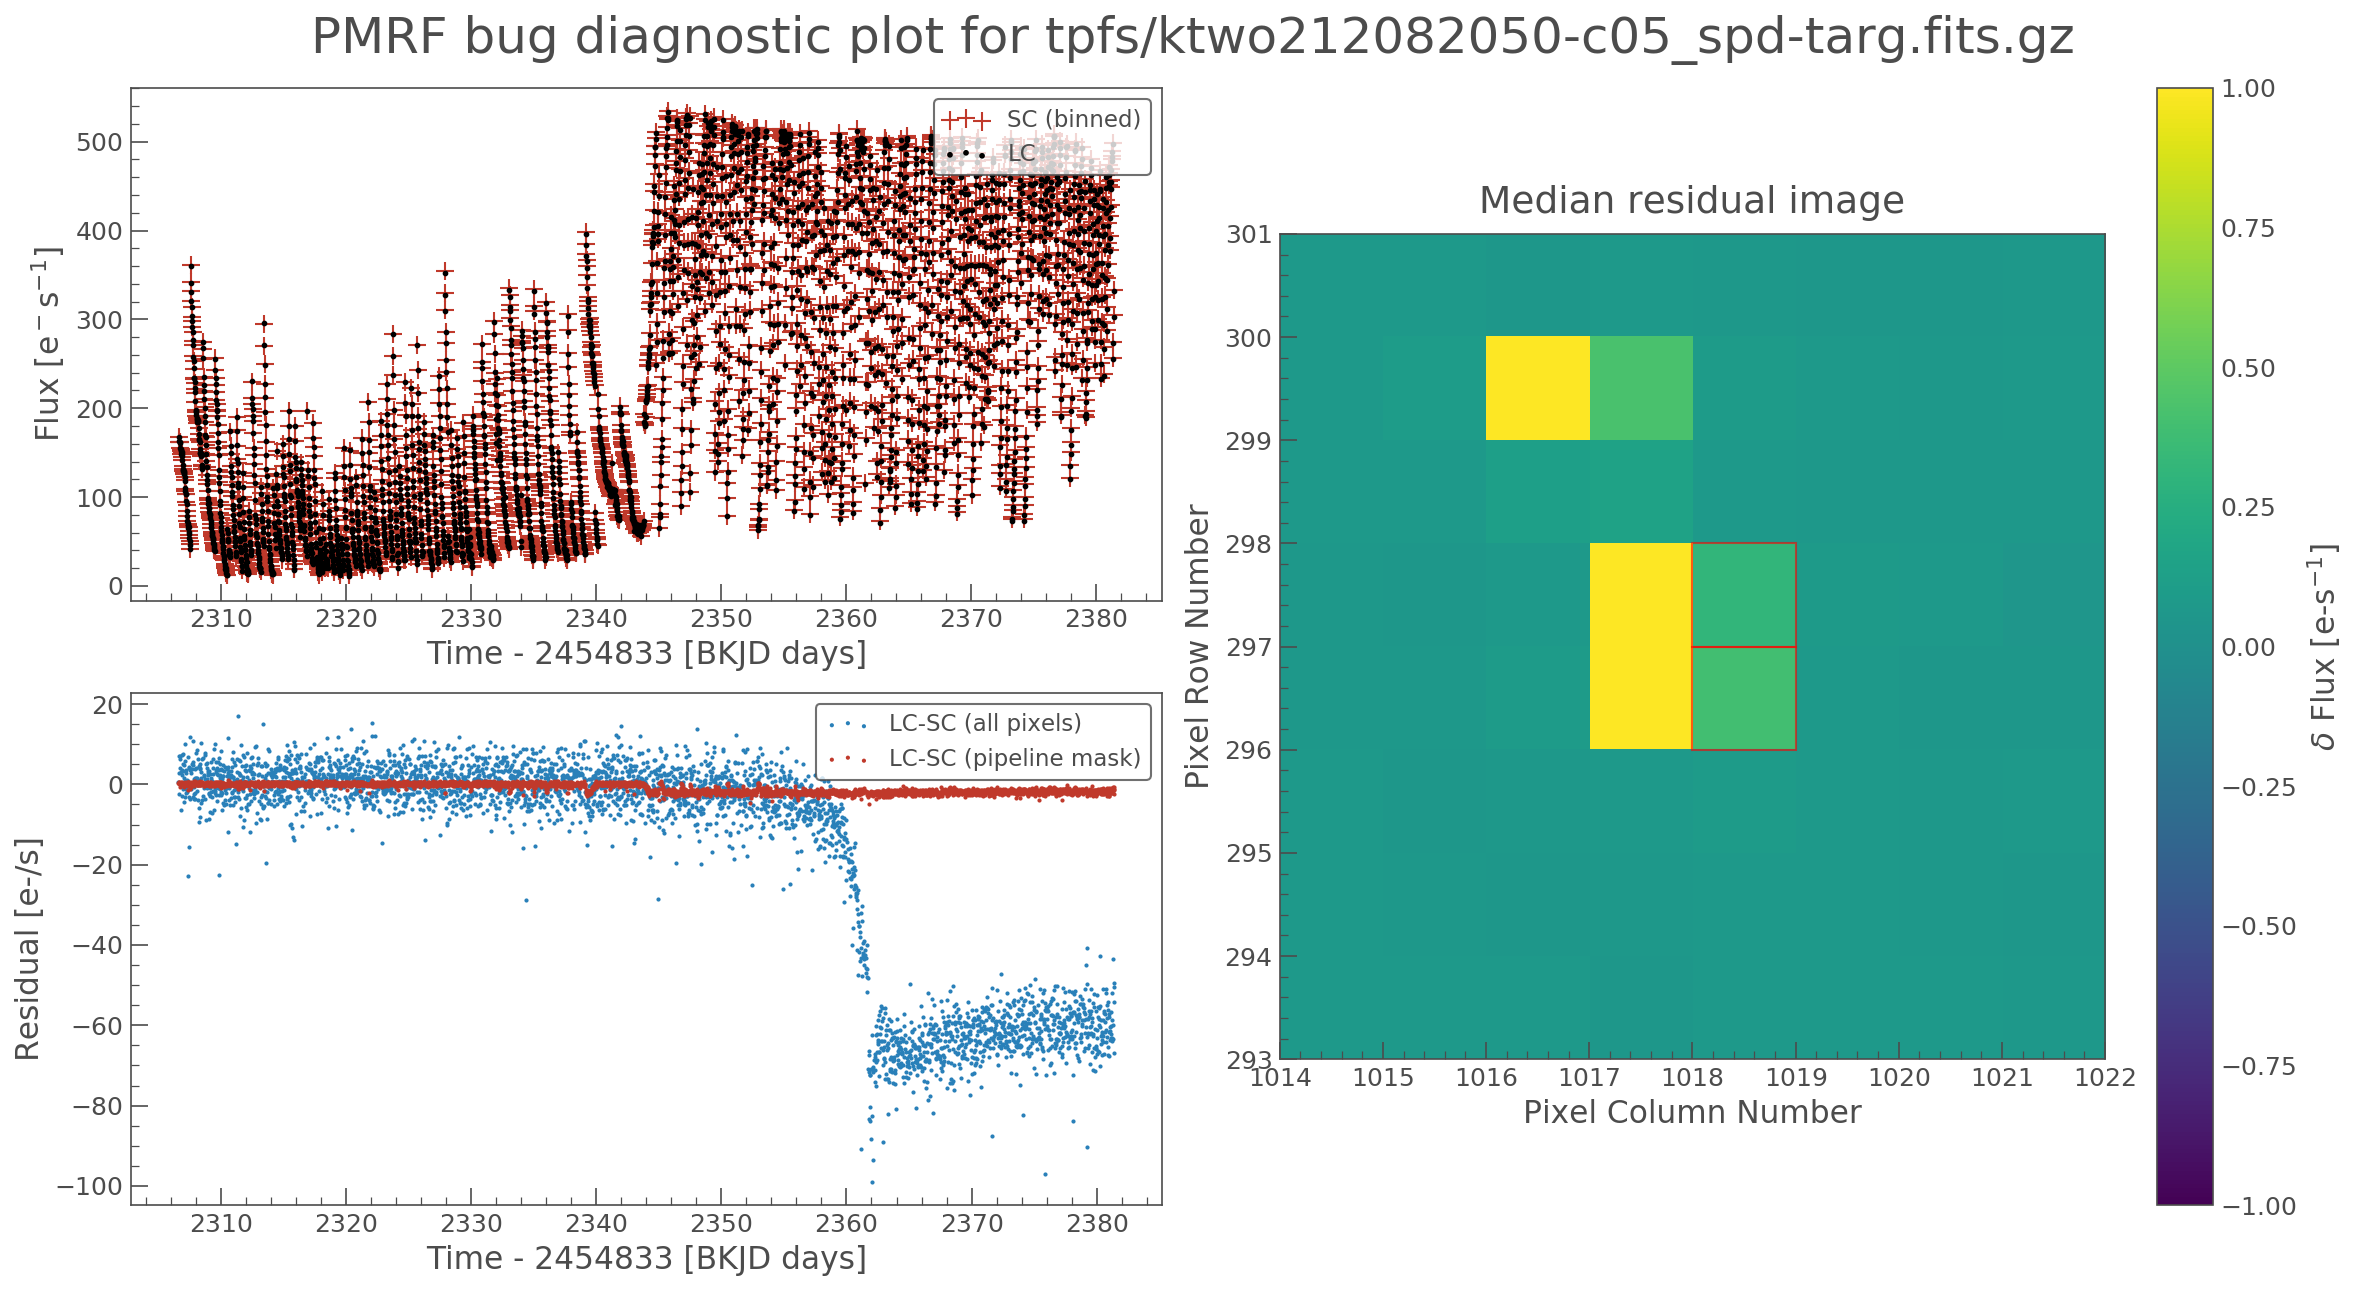 PMRF bug diagnostic plot for tpfs/ktwo212082050-c05_spd-targ.fits.gz
SC (binned)
LC
500
400
300
200
100
0
Flux [e⁻ s⁻¹]
2310 2320 2330 2340 2350 2360 2370 2380
Time - 2454833 [BKJD days]
LC-SC (all pixels)
LC-SC (pipeline mask)
20
0
−20
−40
−60
−80
−100
Residual [e-/s]
2310 2320 2330 2340 2350 2360 2370 2380
Time - 2454833 [BKJD days]
Median residual image
301
300
299
298
297
296
295
294
293
Pixel Row Number
1014 1015 1016 1017 1018 1019 1020 1021 1022
Pixel Column Number
1.00
0.75
0.50
0.25
0.00
−0.25
−0.50
−0.75
−1.00
δ Flux [e-s⁻¹]